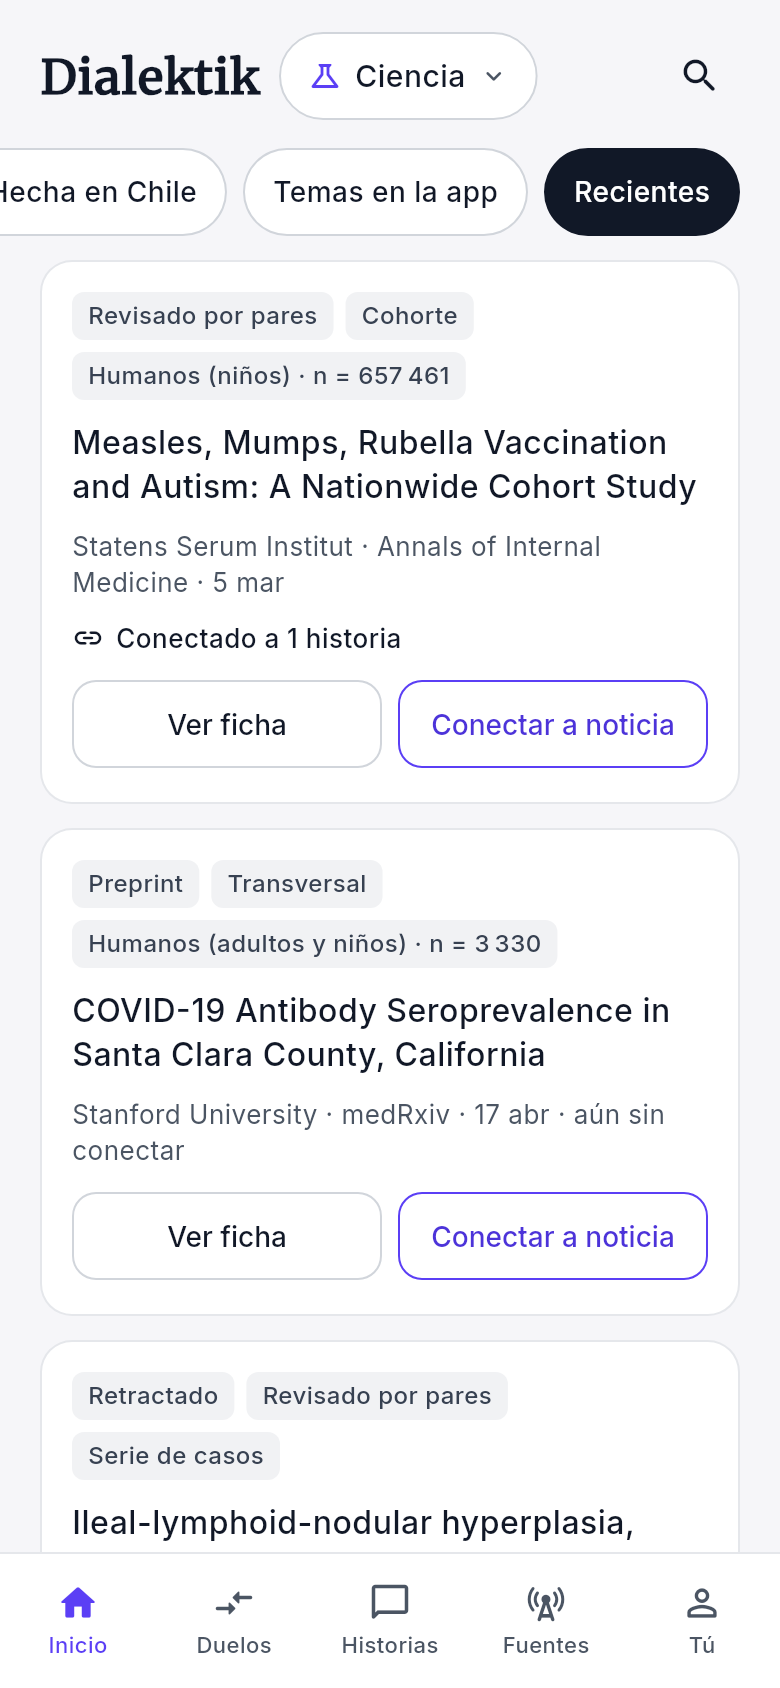 Dialektik
Ciencia
Hecha en Chile
Temas en la app
Recientes
Revisado por pares
Cohorte
Humanos (niños) · n = 657 461
Measles, Mumps, Rubella Vaccination
and Autism: A Nationwide Cohort Study
Statens Serum Institut · Annals of Internal
Medicine · 5 mar
Conectado a 1 historia
Ver ficha
Conectar a noticia
Preprint
Transversal
Humanos (adultos y niños) · n = 3 330
COVID-19 Antibody Seroprevalence in
Santa Clara County, California
Stanford University · medRxiv · 17 abr · aún sin
conectar
Ver ficha
Conectar a noticia
Retractado
Revisado por pares
Serie de casos
Ileal-lymphoid-nodular hyperplasia,
Inicio
Duelos
Historias
Fuentes
Tú